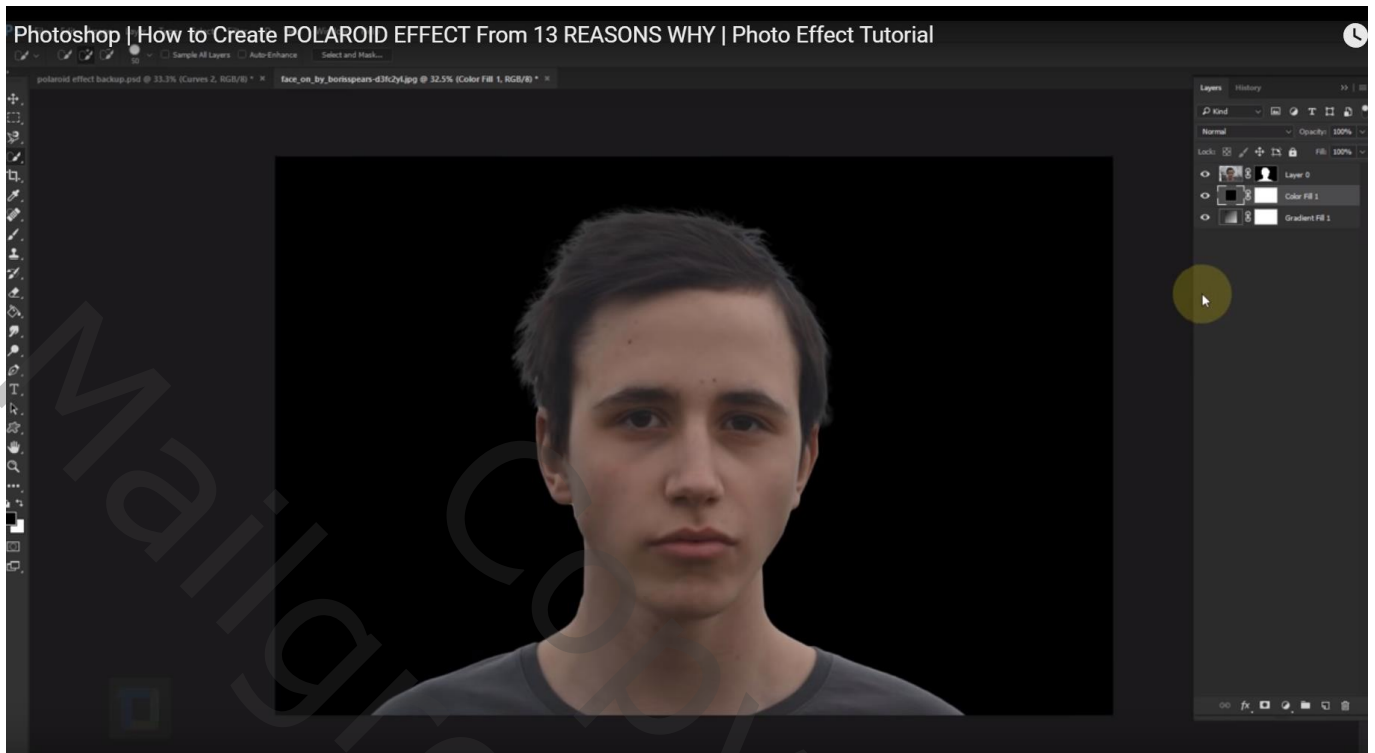 Photoshop | How to Create POLAROID EFFECT From 13 REASONS WHY | Photo Effect Tutorial
50 Sample All Layers Auto-Enhance Select and Mask...
polaroid effect backup.psd @ 33.3% (Curves 2, RGB/8) * × face_on_by_borisspears-d3fc2yl.jpg @ 32.5% (Color Fill 1, RGB/8) * ×
Layers History
Kind
Normal Opacity: 100%
Lock: Fill: 100%
Layer 0
Color Fill 1
Gradient Fill 1